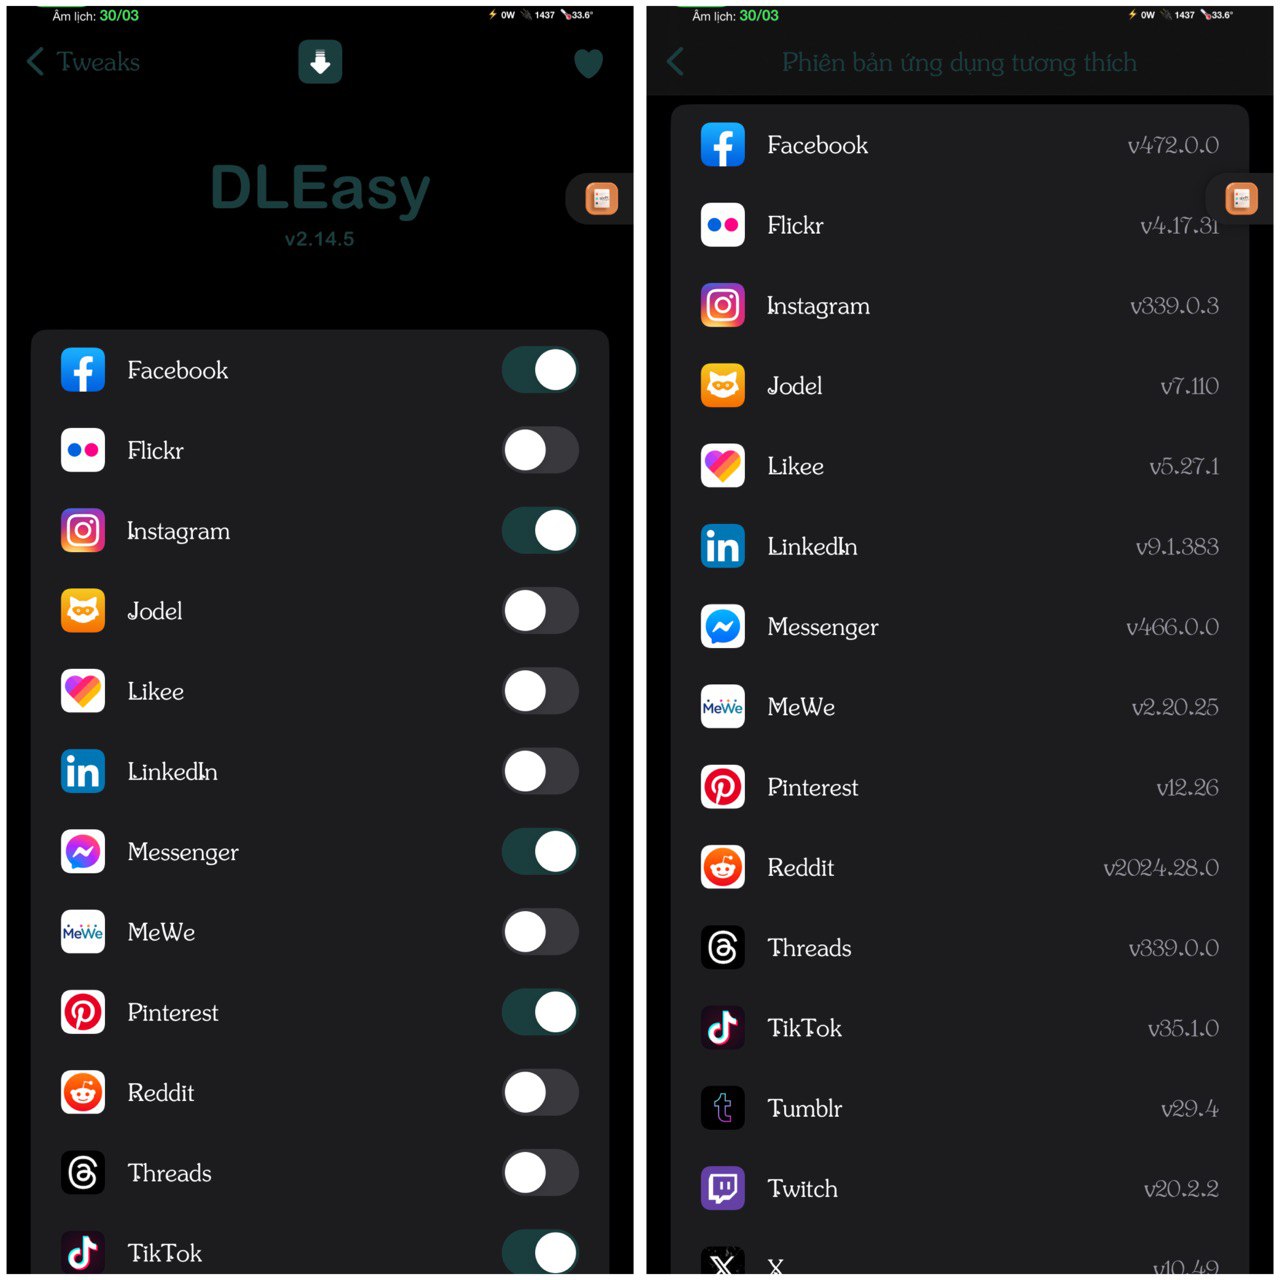 Âm lịch: 30/03
0W 1437 33.6°
Tweaks
DLEasy
v2.14.5
Facebook
Flickr
Instagram
Jodel
Likee
LinkedIn
Messenger
MeWe
MeWe
Pinterest
Reddit
Threads
TikTok
Âm lịch: 30/03
0W 1437 33.6°
Phiên bản ứng dụng tương thích
Facebook v472.0.0
Flickr v4.17.31
Instagram v339.0.3
Jodel v7.110
Likee v5.27.1
LinkedIn v9.1.383
Messenger v466.0.0
MeWe MeWe v2.20.25
Pinterest v12.26
Reddit v2024.28.0
Threads v339.0.0
TikTok v35.1.0
Tumblr v29.4
Twitch v20.2.2
X v10.49